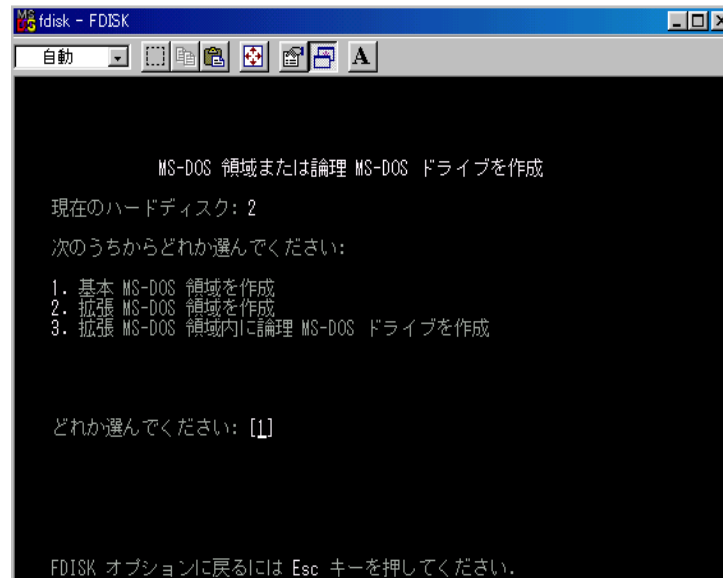 fdisk - FDISK
自動
A
MS-DOS 領域または論理 MS-DOS ドライブを作成
現在のハードディスク: 2
次のうちからどれか選んでください:
1. 基本 MS-DOS 領域を作成
2. 拡張 MS-DOS 領域を作成
3. 拡張 MS-DOS 領域内に論理 MS-DOS ドライブを作成
どれか選んでください: [1]
FDISK オプションに戻るには Esc キーを押してください.